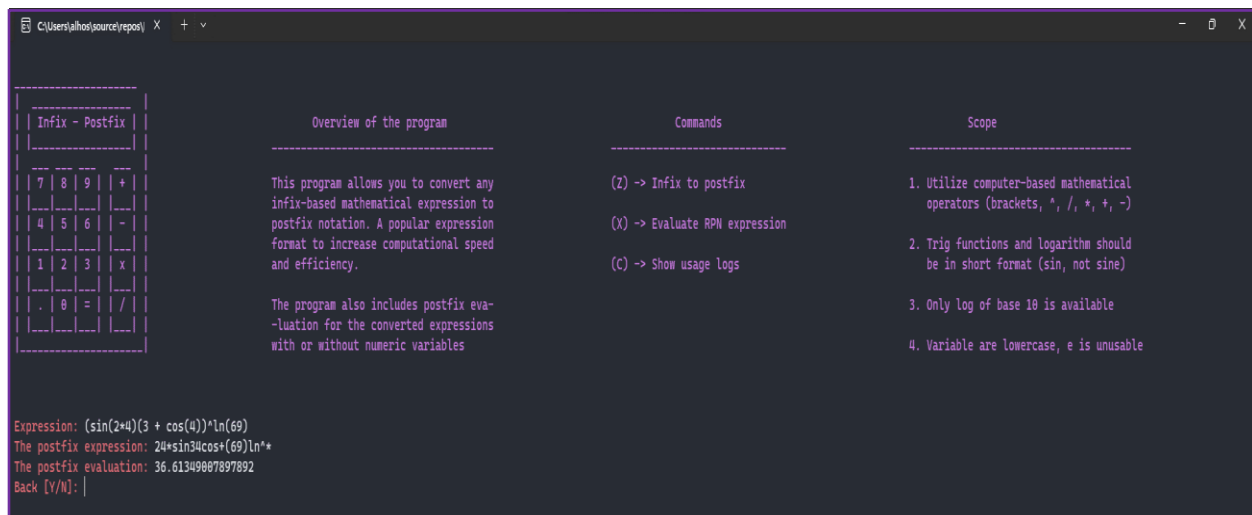 C:\Users\alhos\source\repos\
Infix - Postfix
7 | 8 | 9 | | +
4 | 5 | 6 | | -
1 | 2 | 3 | | x
. | 0 | = | | /
Overview of the program
This program allows you to convert any
infix-based mathematical expression to
postfix notation. A popular expression
format to increase computational speed
and efficiency.
The program also includes postfix eva-
-luation for the converted expressions
with or without numeric variables
Commands
(Z) -> Infix to postfix
(X) -> Evaluate RPN expression
(C) -> Show usage logs
Scope
1. Utilize computer-based mathematical
operators (brackets, ^, /, *, +, -)
2. Trig functions and logarithm should
be in short format (sin, not sine)
3. Only log of base 10 is available
4. Variable are lowercase, e is unusable
Expression: (sin(2*4)(3 + cos(4))^ln(69)
The postfix expression: 24*sin34cos+(69)ln^*
The postfix evaluation: 36.61349007897892
Back [Y/N]: